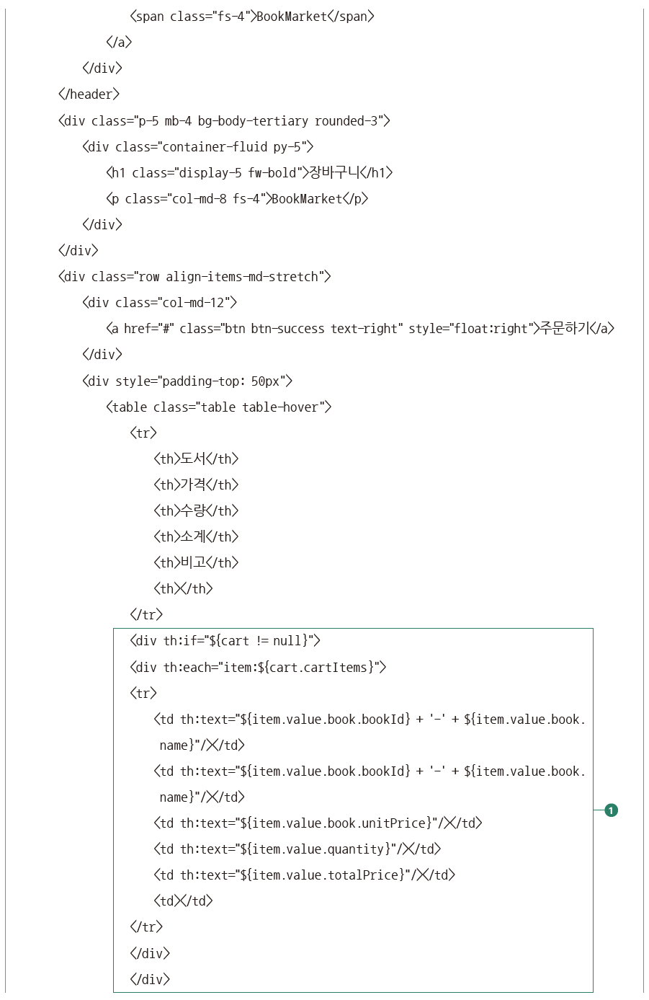 <span class="fs-4">BookMarket</span>
</a>
</div>
</header>
<div class="p-5 mb-4 bg-body-tertiary rounded-3">
<div class="container-fluid py-5">
<h1 class="display-5 fw-bold">장바구니</h1>
<p class="col-md-8 fs-4">BookMarket</p>
</div>
</div>
<div class="row align-items-md-stretch">
<div class="col-md-12">
<a href="#" class="btn btn-success text-right" style="float:right">주문하기</a>
</div>
<div style="padding-top: 50px">
<table class="table table-hover">
<tr>
<th>도서</th>
<th>가격</th>
<th>수량</th>
<th>소계</th>
<th>비고</th>
<th></th>
</tr>
<div th:if="${cart != null}">
<div th:each="item:${cart.cartItems}">
<tr>
<td th:text="${item.value.book.bookId} + '-' + ${item.value.book.
name}"/></td>
<td th:text="${item.value.book.bookId} + '-' + ${item.value.book.
name}"/></td>
<td th:text="${item.value.book.unitPrice}"/></td>
<td th:text="${item.value.quantity}"/></td>
<td th:text="${item.value.totalPrice}"/></td>
<td></td>
</tr>
</div>
</div>
1